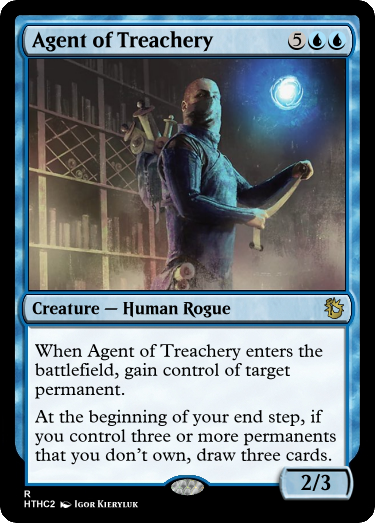 Agent of Treachery 5
Creature — Human Rogue
When Agent of Treachery enters the
battlefield, gain control of target
permanent.
At the beginning of your end step, if
you control three or more permanents
that you don't own, draw three cards.
2/3
R
HTHC2 Igor Kieryluk